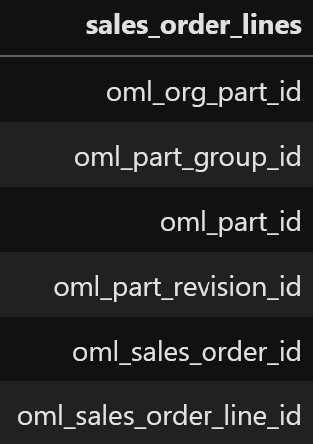 sales_order_lines
oml_org_part_id
oml_part_group_id
oml_part_id
oml_part_revision_id
oml_sales_order_id
oml_sales_order_line_id